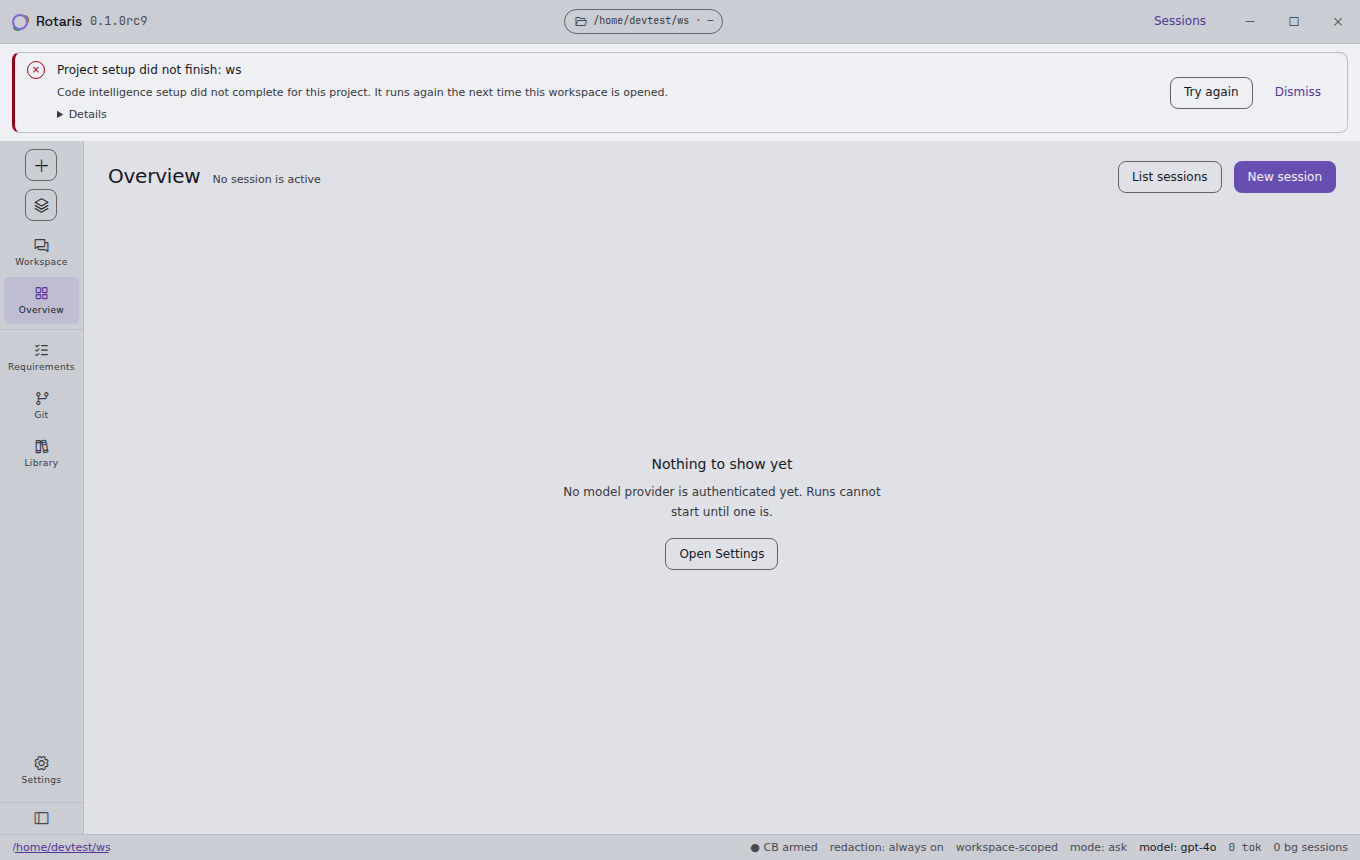 Rotaris 0.1.0rc9
/home/devtest/ws · —
Sessions
Project setup did not finish: ws
Code intelligence setup did not complete for this project. It runs again the next time this workspace is opened.
Details
Try again
Dismiss
Overview
No session is active
List sessions
New session
Workspace
Overview
Requirements
Git
Library
Nothing to show yet
No model provider is authenticated yet. Runs cannot
start until one is.
Open Settings
Settings
/home/devtest/ws
CB armed
redaction: always on
workspace-scoped
mode: ask
model: gpt-4o
0 tok
0 bg sessions